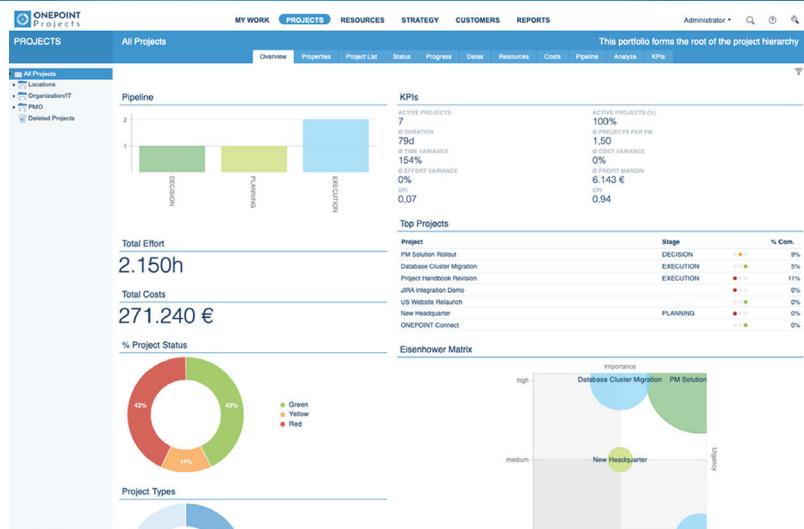 ONEPOINT
Projects
MY WORK PROJECTS RESOURCES STRATEGY CUSTOMERS REPORTS
Administrator
PROJECTS
All Projects
This portfolio forms the root of the project hierarchy
Overview Properties Project List Status Progress Dates Resources Costs Pipeline Analyze KPIs
All Projects
Locations
Organization/IT
PMO
Deleted Projects
Pipeline
2
1
DECISION
PLANNING
EXECUTION
Total Effort
2.150h
Total Costs
271.240 €
% Project Status
43%
43%
14%
Green
Yellow
Red
Project Types
KPIs
ACTIVE PROJECTS ACTIVE PROJECTS (%)
7 100%
Ø DURATION Ø PROJECTS PER PM
79d 1,50
Ø TIME VARIANCE Ø COST VARIANCE
154% 0%
Ø EFFORT VARIANCE Ø PROFIT MARGIN
0% 6.143 €
SPI CPI
0,07 0,94
Top Projects
Project Stage % Com.
PM Solution Rollout DECISION 9%
Database Cluster Migration EXECUTION 5%
Project Handbook Revision EXECUTION 11%
JIRA Integration Demo 0%
US Website Relaunch 0%
New Headquarter PLANNING 0%
ONEPOINT Connect 0%
Eisenhower Matrix
Importance
high
Database Cluster Migration PM Solution
medium
New Headquarter
Urgency